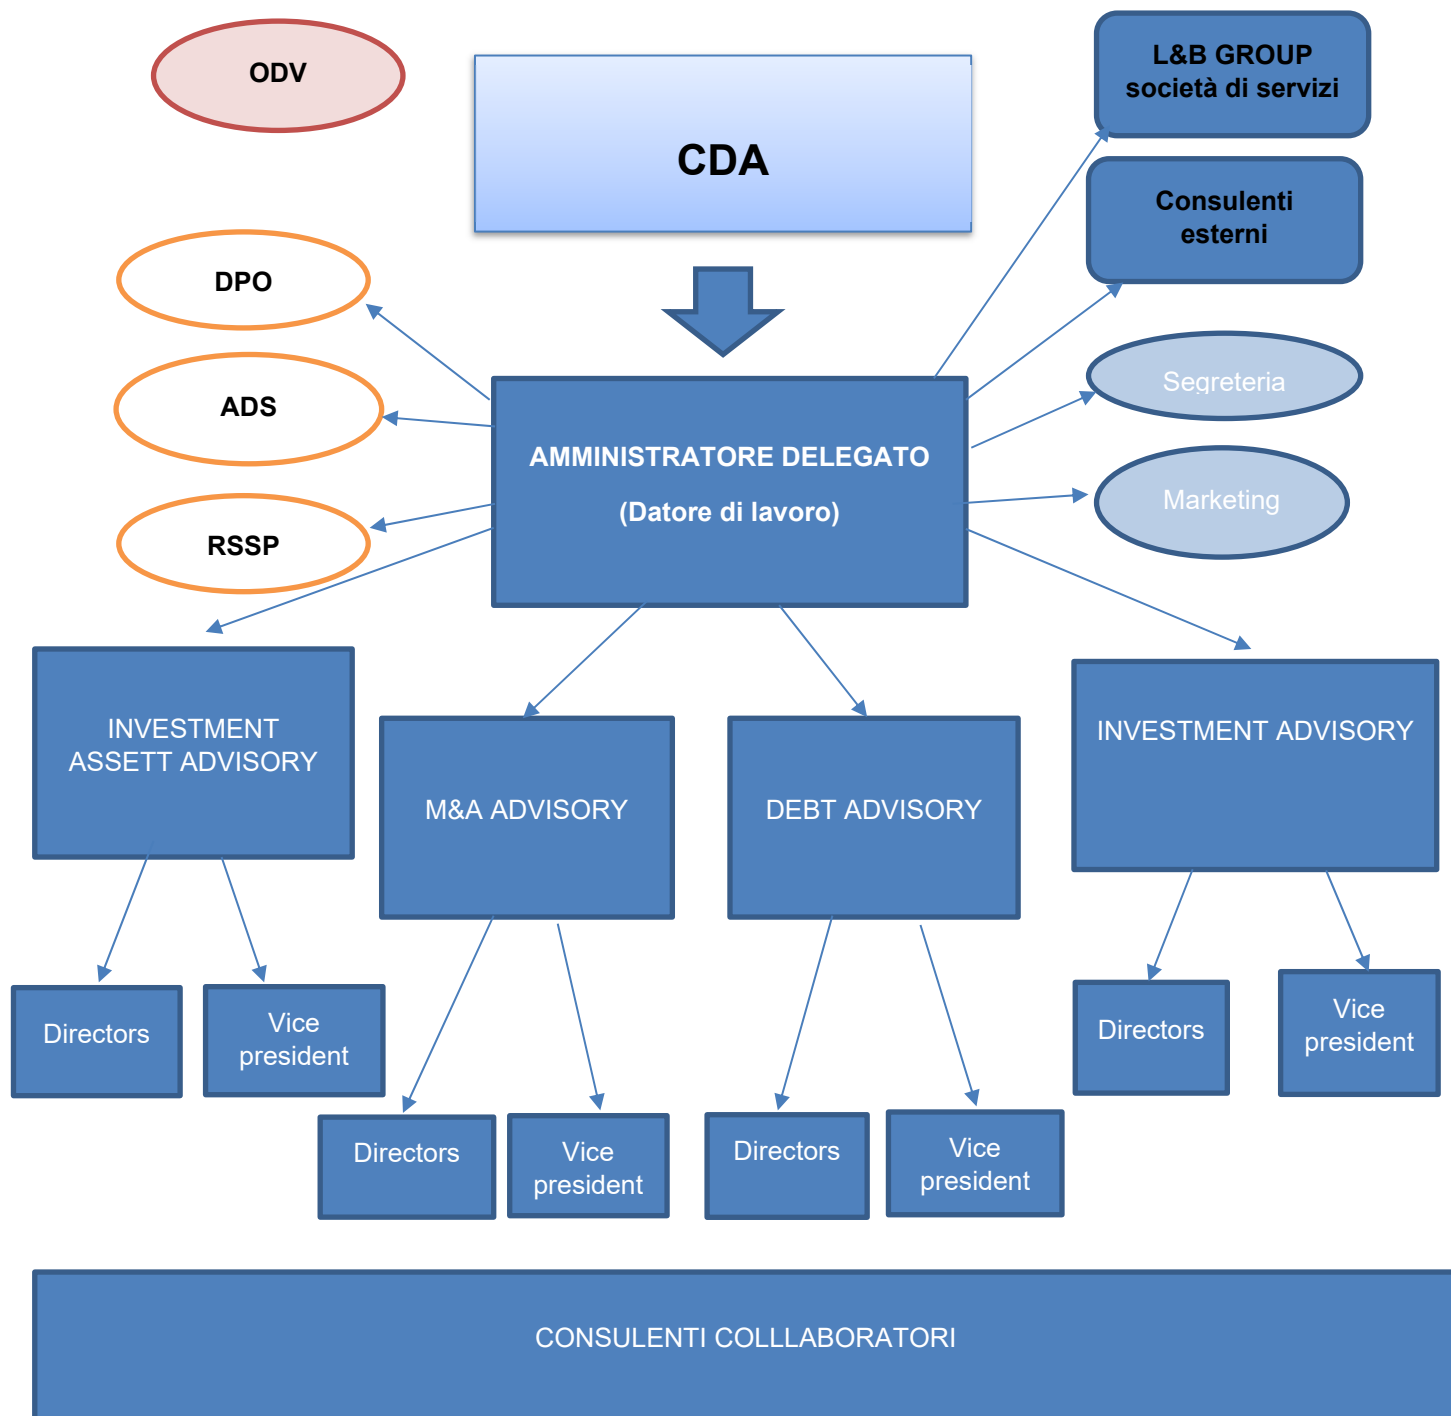 ODV
CDA
L&B GROUP
società di servizi
Consulenti
esterni
DPO
ADS
RSSP
AMMINISTRATORE DELEGATO
(Datore di lavoro)
Segreteria
Marketing
INVESTMENT
ASSETT ADVISORY
M&A ADVISORY
DEBT ADVISORY
INVESTMENT ADVISORY
Directors
Vice
president
Directors
Vice
president
Directors
Vice
president
Directors
Vice
president
CONSULENTI COLLLABORATORI